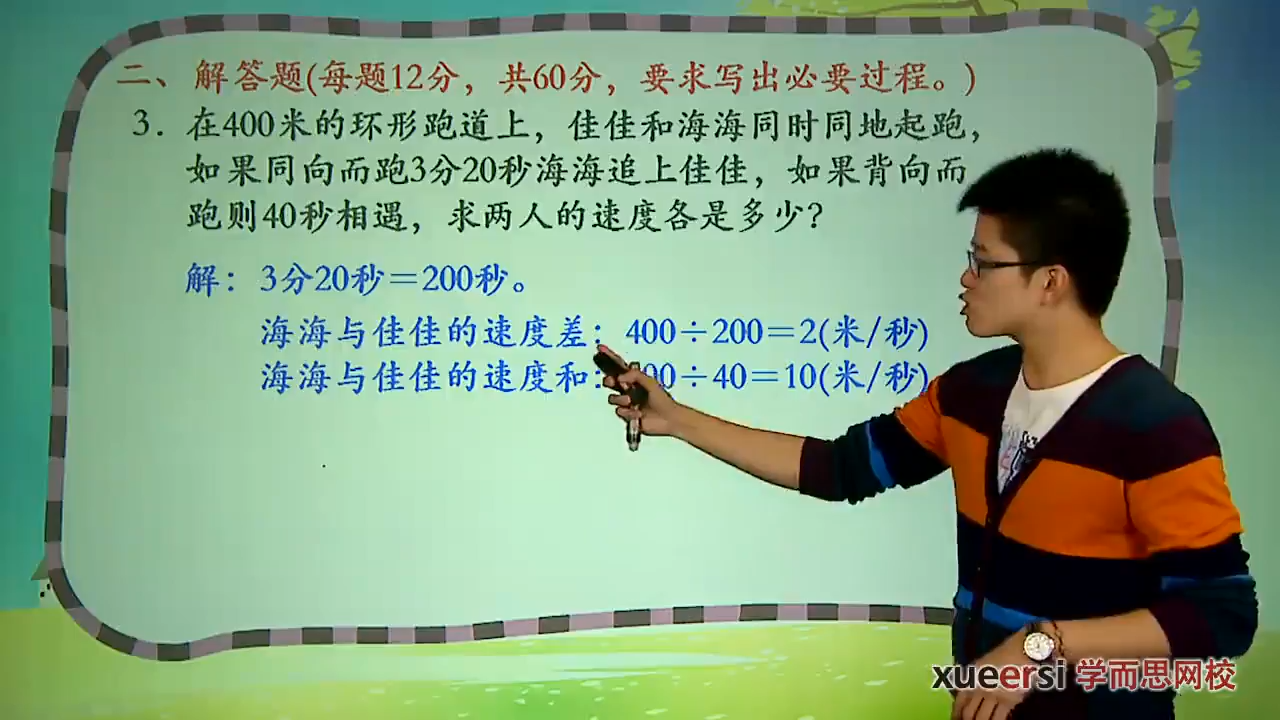 二、解答题(每题12分，共60分，要求写出必要过程。)
3. 在400米的环形跑道上，佳佳和海海同时同地起跑，
如果同向而跑3分20秒海海追上佳佳，如果背向而
跑则40秒相遇，求两人的速度各是多少？
解：3分20秒＝200秒。
海海与佳佳的速度差：400÷200＝2(米/秒)
海海与佳佳的速度和：00÷40＝10(米/秒)
xueersi 学而思网校